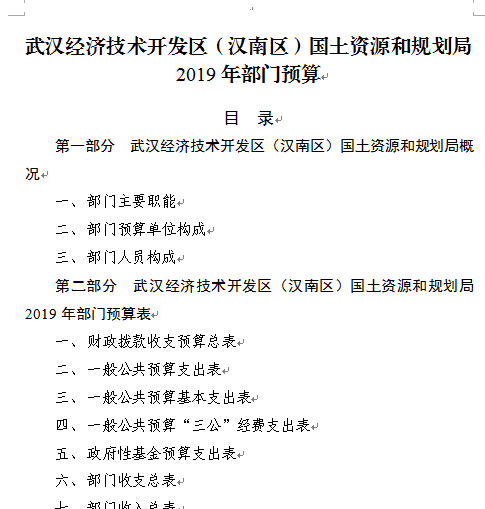 武汉经济技术开发区（汉南区）国土资源和规划局
2019 年部门预算
目 录
第一部分 武汉经济技术开发区（汉南区）国土资源和规划局概
况
一、部门主要职能
二、部门预算单位构成
三、部门人员构成
第二部分 武汉经济技术开发区（汉南区）国土资源和规划局
2019 年部门预算表
一、财政拨款收支预算总表
二、一般公共预算支出表
三、一般公共预算基本支出表
四、一般公共预算“三公”经费支出表
五、政府性基金预算支出表
六、部门收支总表
七、部门收入总表